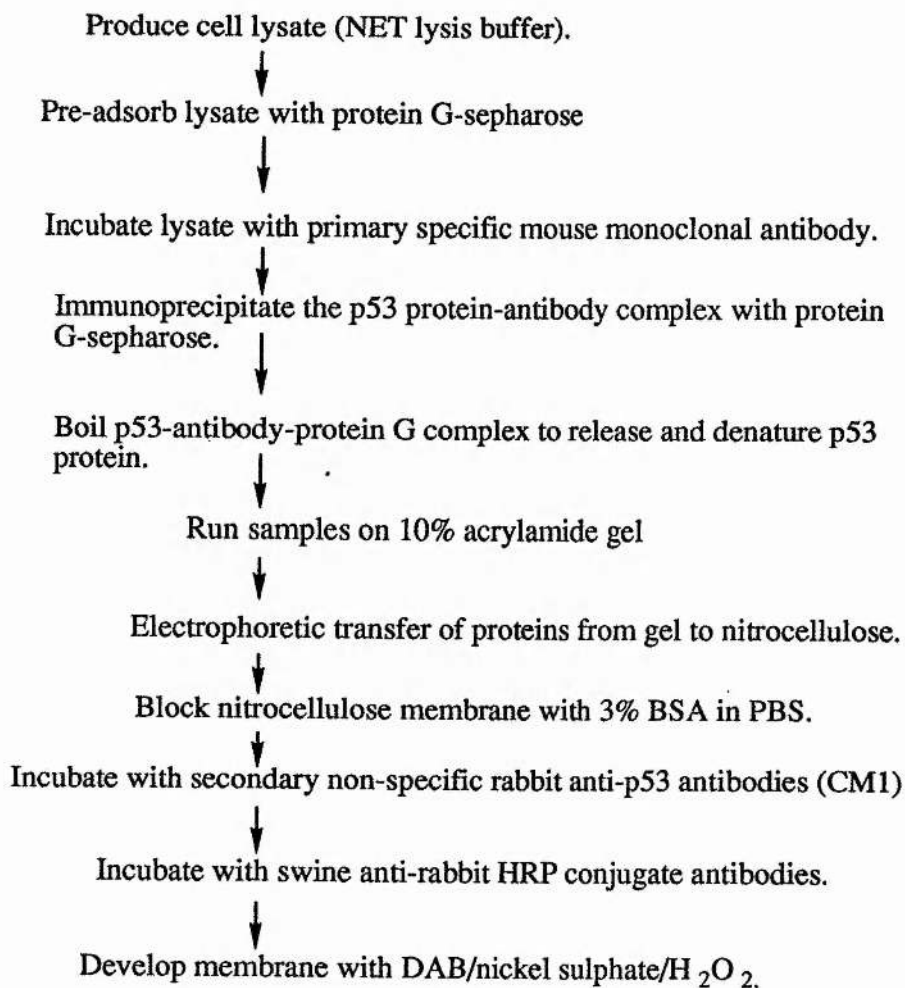 Produce cell lysate (NET lysis buffer).
Pre-adsorb lysate with protein G-sepharose
Incubate lysate with primary specific mouse monoclonal antibody.
Immunoprecipitate the p53 protein-antibody complex with protein
G-sepharose.
Boil p53-antibody-protein G complex to release and denature p53
protein.
Run samples on 10% acrylamide gel
Electrophoretic transfer of proteins from gel to nitrocellulose.
Block nitrocellulose membrane with 3% BSA in PBS.
Incubate with secondary non-specific rabbit anti-p53 antibodies (CM1)
Incubate with swine anti-rabbit HRP conjugate antibodies.
Develop membrane with DAB/nickel sulphate/H₂O₂.